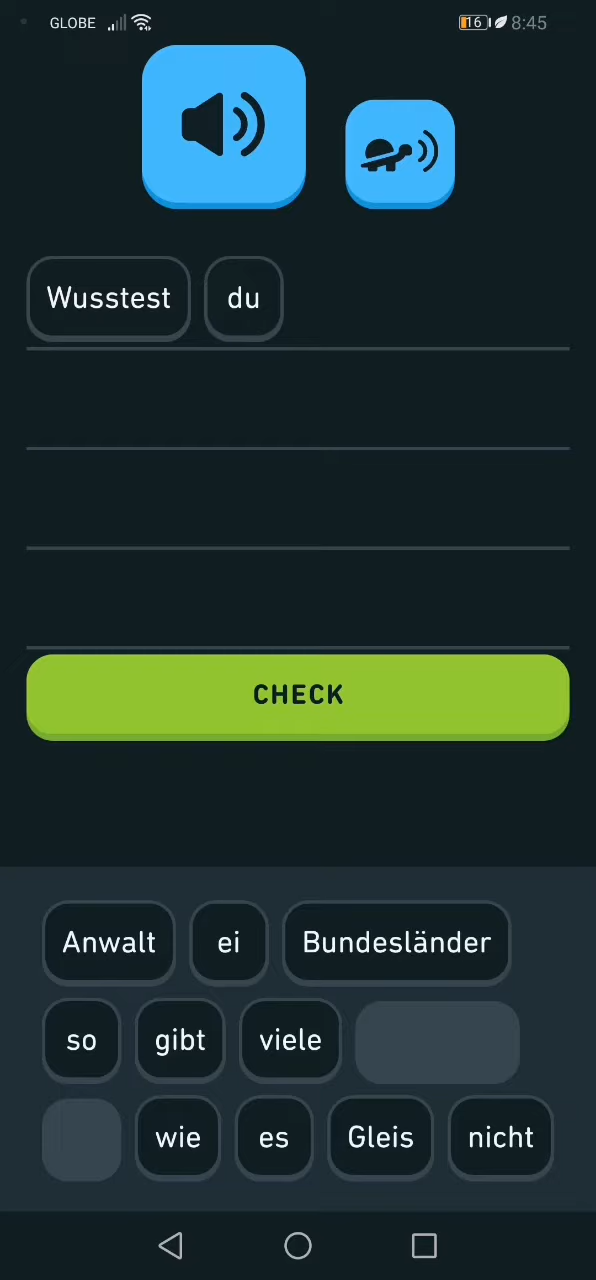 GLOBE 16 8:45
Wusstest du
CHECK
Anwalt ei Bundesländer
so gibt viele
wie es Gleis nicht